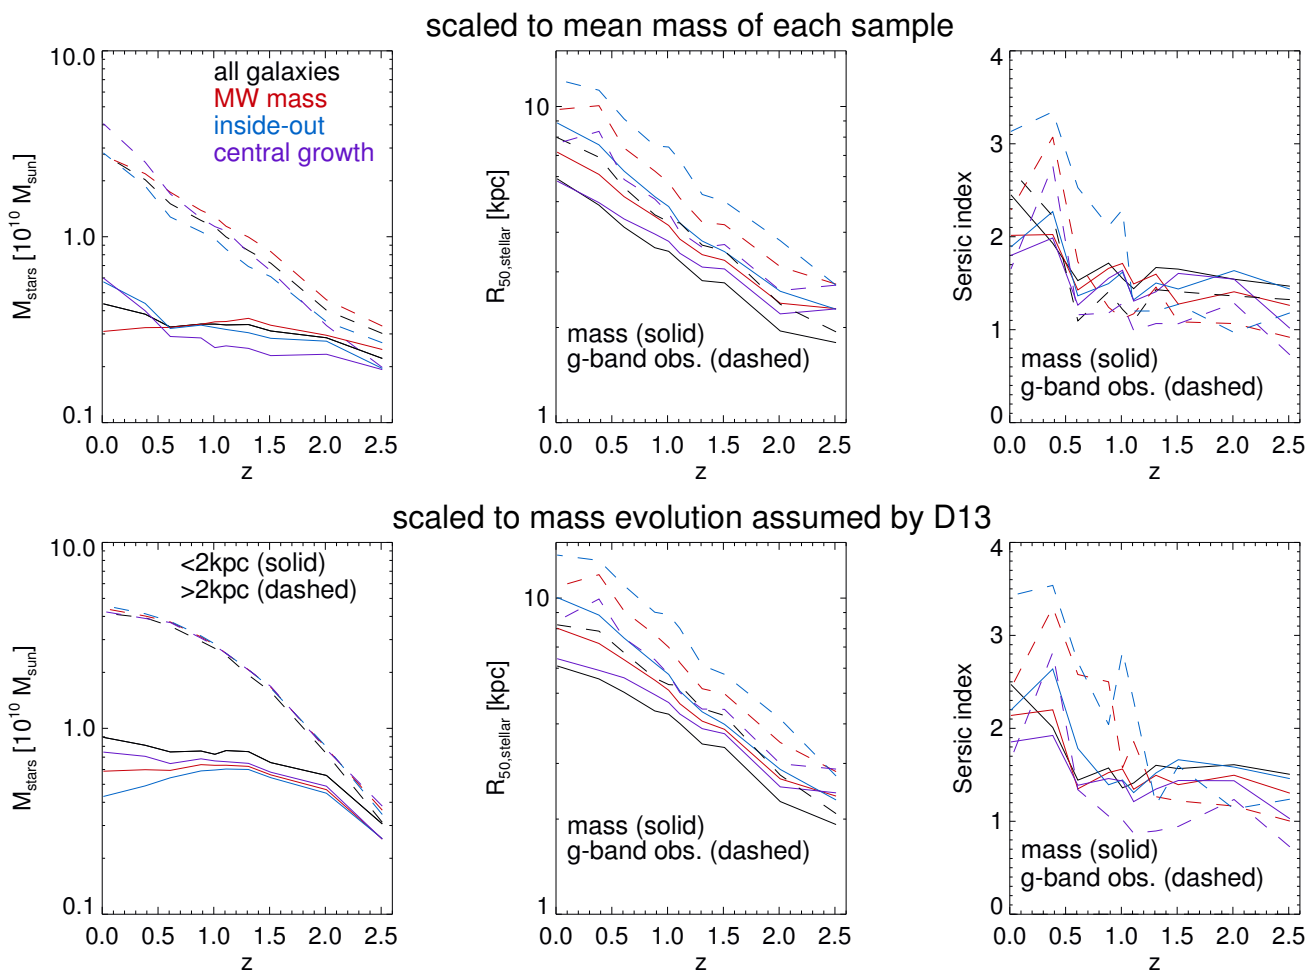 scaled to mean mass of each sample
10.0
1.0
0.1
M_stars [10^10 M_sun]
all galaxies
MW mass
inside-out
central growth
0.0 0.5 1.0 1.5 2.0 2.5
z
10
1
R_50,stellar [kpc]
mass (solid)
g-band obs. (dashed)
0.0 0.5 1.0 1.5 2.0 2.5
z
4
3
2
1
0
Sersic index
mass (solid)
g-band obs. (dashed)
0.0 0.5 1.0 1.5 2.0 2.5
z
scaled to mass evolution assumed by D13
10.0
1.0
0.1
M_stars [10^10 M_sun]
<2kpc (solid)
>2kpc (dashed)
0.0 0.5 1.0 1.5 2.0 2.5
z
10
1
R_50,stellar [kpc]
mass (solid)
g-band obs. (dashed)
0.0 0.5 1.0 1.5 2.0 2.5
z
4
3
2
1
0
Sersic index
mass (solid)
g-band obs. (dashed)
0.0 0.5 1.0 1.5 2.0 2.5
z